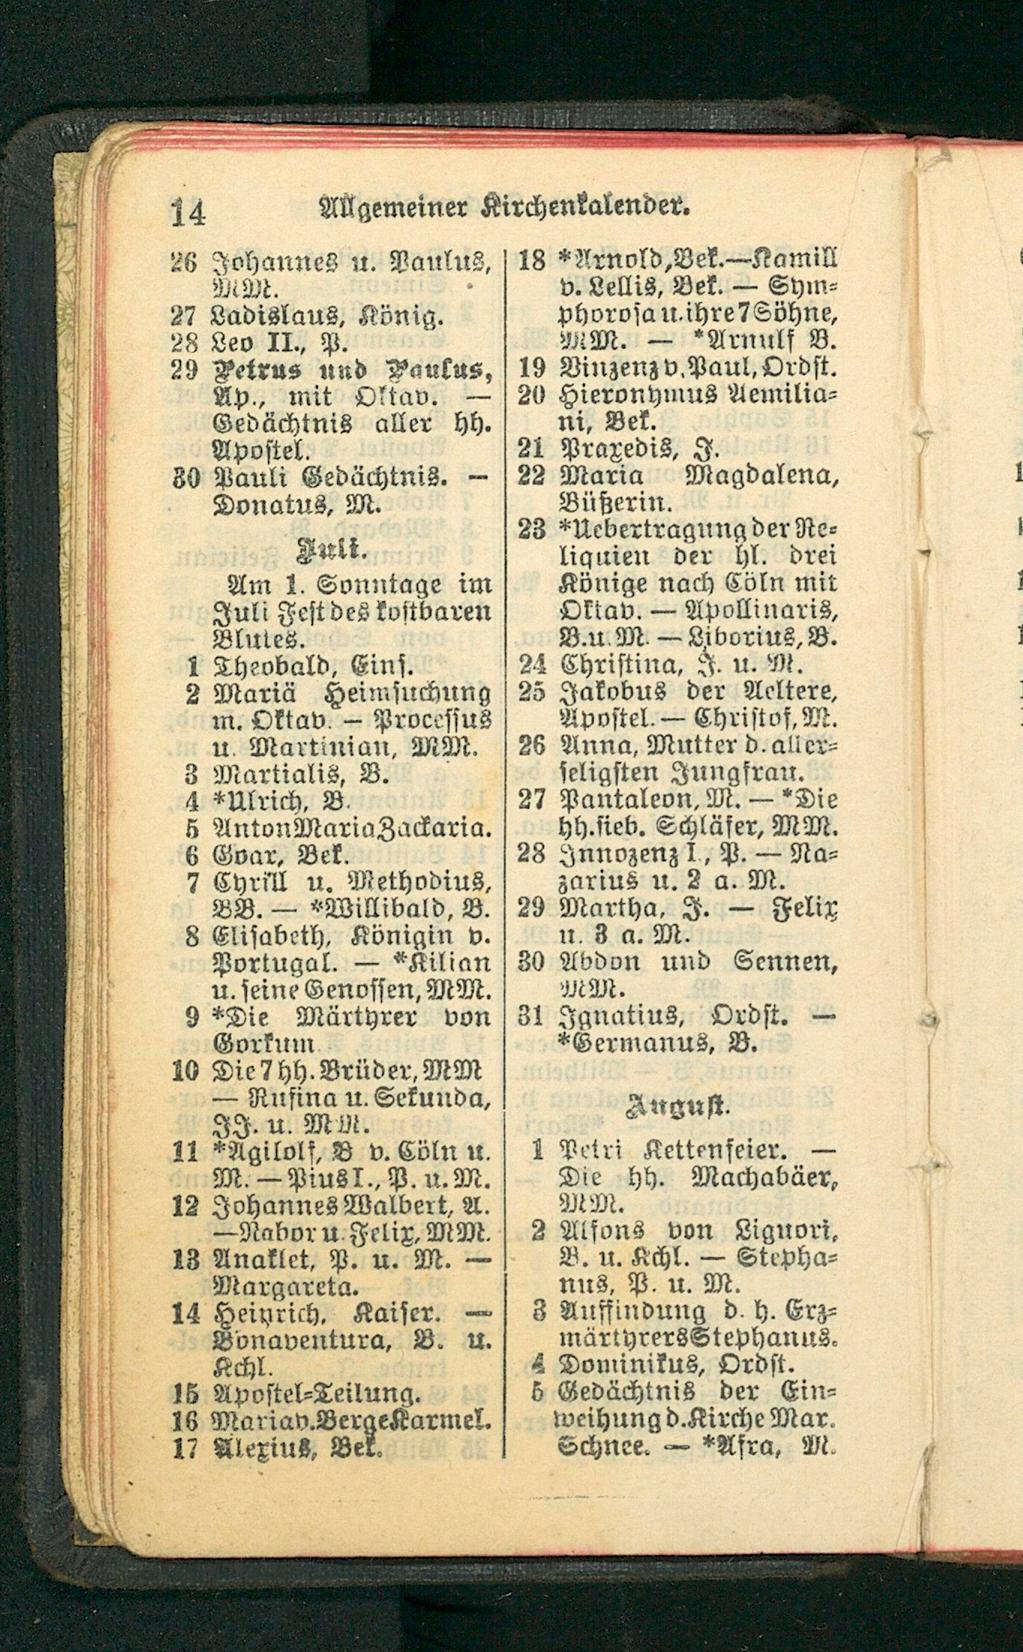 14
Allgemeiner Kirchenkalender.
26 Johannes u. Paulus,
MM.
27 Ladislaus, König.
28 Leo II., P.
29 Petrus und Paulus,
Ap., mit Oktav. —
Gedächtnis aller hh.
Apostel.
30 Pauli Gedächtnis. —
Donatus, M.
Juli.
Am 1. Sonntage im
Juli Fest des kostbaren
Blutes.
1 Theobald, Eins.
2 Mariä Heimsuchung
m. Oktav. — Processus
u. Martinian, MM.
3 Martialis, B.
4 *Ulrich, B.
5 Anton Maria Zackaria.
6 Goar, Bek.
7 Cyrill u. Methodius,
BB. — *Willibald, B.
8 Elisabeth, Königin v.
Portugal. — *Kilian
u. seine Genossen, MM.
9 *Die Märtyrer von
Gorkum
10 Die 7 hh. Brüder, MM
— Rufina u. Sekunda,
JJ. u. MM.
11 *Agilolf, B v. Cöln u.
M. — Pius I., P. u. M.
12 Johannes Walbert, A.
— Nabor u. Felix, MM.
13 Anaklet, P. u. M. —
Margareta.
14 Heinrich, Kaiser. —
Bonaventura, B. u.
Kchl.
15 Apostel=Teilung.
16 Maria v. Berge Karmel.
17 Alexius, Bek.
18 *Arnold, Bek. — Kamill
v. Lellis, Bek. — Sym=
phorosa u. ihre 7 Söhne,
MM. — *Arnulf B.
19 Vinzenz v. Paul, Ordst.
20 Hieronymus Aemilia=
ni, Bek.
21 Praxedis, J.
22 Maria Magdalena,
Büßerin.
23 *Uebertragung der Re=
liquien der hl. drei
Könige nach Cöln mit
Oktav. — Apollinaris,
B. u. M. — Liborius, B.
24 Christina, J. u. M.
25 Jakobus der Aeltere,
Apostel. — Christof, M.
26 Anna, Mutter d. aller=
seligsten Jungfrau.
27 Pantaleon, M. — *Die
hh. sieb. Schläfer, MM.
28 Innozenz I., P. — Na=
zarius u. 2 a. M.
29 Martha, J. — Felix
u. 3 a. M.
30 Abdon und Sennen,
MM.
31 Ignatius, Ordst. —
*Germanus, B.
August.
1 Petri Kettenfeier. —
Die hh. Machabäer,
MM.
2 Alfons von Liguori,
B. u. Kchl. — Stepha=
nus, P. u. M.
3 Auffindung d. h. Erz=
märtyrers Stephanus.
4 Dominikus, Ordst.
5 Gedächtnis der Ein=
weihung d. Kirche Mar.
Schnee. — *Afra, M.